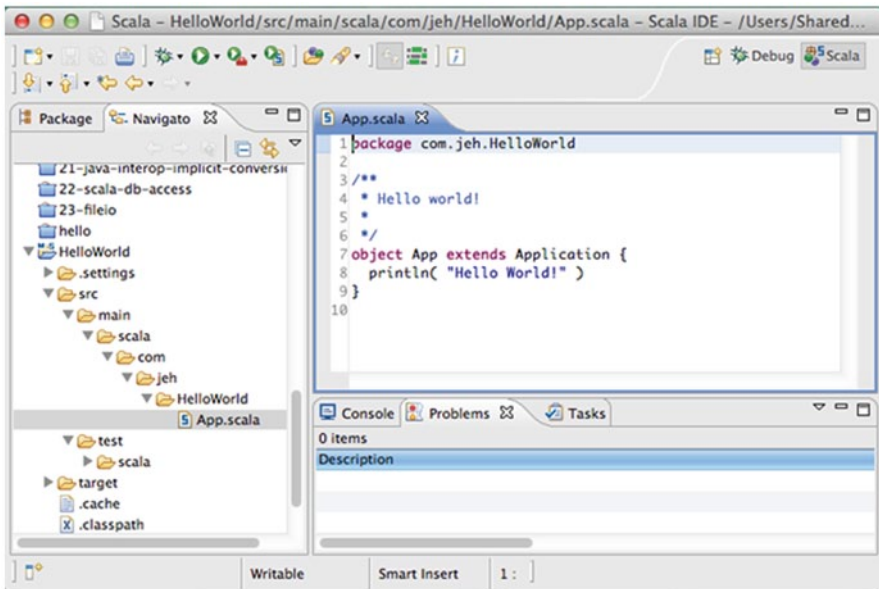 Scala – HelloWorld/src/main/scala/com/jeh/HelloWorld/App.scala – Scala IDE – /Users/Shared...
Debug Scala
Package Navigato
21-java-interop-implicit-conversi
22-scala-db-access
23-fileio
hello
HelloWorld
.settings
src
main
scala
com
jeh
HelloWorld
App.scala
test
scala
target
.cache
.classpath
App.scala
1 package com.jeh.HelloWorld
2
3 /**
4 * Hello world!
5 *
6 */
7 object App extends Application {
8 println( "Hello World!" )
9 }
10
Console Problems Tasks
0 items
Description
Writable Smart Insert 1 :